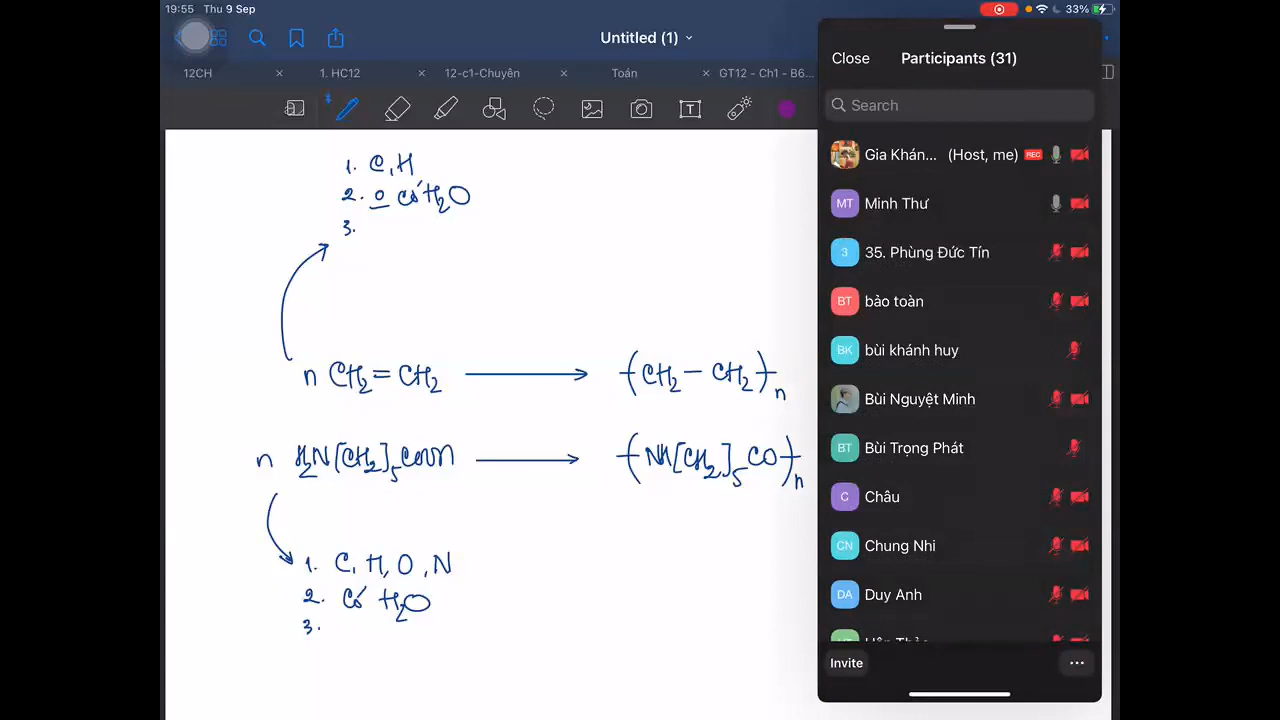 19:55 Thu 9 Sep
33%
Untitled (1)
12CH
1. HC12
12-c1-Chuyên
Toán
GT12 - Ch1 - B6...
1. C, H
2. o có H₂O
3.
n CH₂ = CH₂ ⟶ (CH₂ − CH₂)n
n H₂N[CH₂]₅COOH ⟶ (NH[CH₂]₅CO)n
1. C, H, O, N
2. Có H₂O
3.
Close
Participants (31)
Search
Gia Khán... (Host, me) REC
MT Minh Thư
3 35. Phùng Đức Tín
BT bảo toàn
BK bùi khánh huy
Bùi Nguyệt Minh
BT Bùi Trọng Phát
C Châu
CN Chung Nhi
DA Duy Anh
Invite